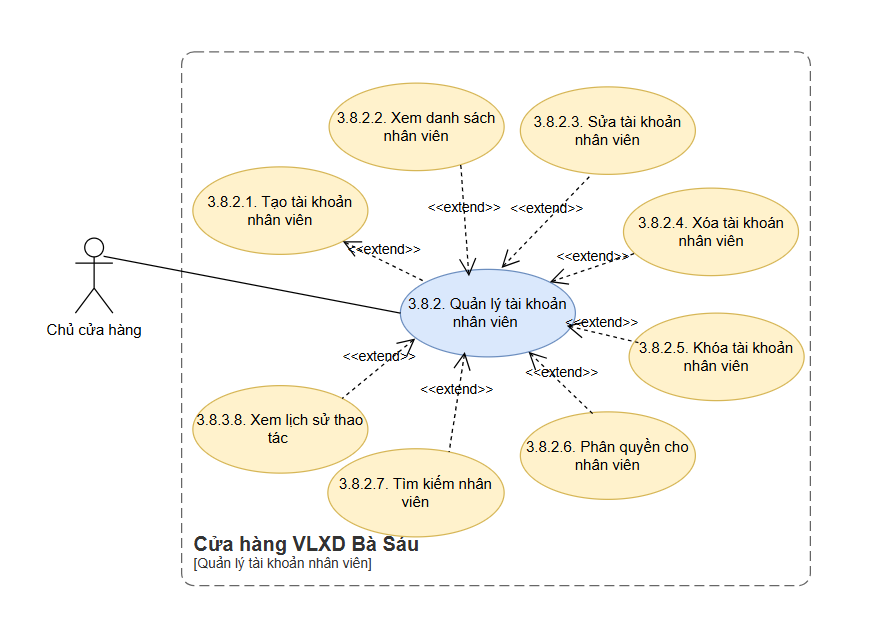 3.8.2.2. Xem danh sách
nhân viên
3.8.2.3. Sửa tài khoản
nhân viên
3.8.2.1. Tạo tài khoản
nhân viên
<<extend>>
<<extend>>
3.8.2.4. Xóa tài khoán
nhân viên
<<extend>>
<<extend>>
3.8.2. Quản lý tài khoản
nhân viên
Chủ cửa hàng
<<extend>>
3.8.2.5. Khóa tài khoản
nhân viên
<<extend>>
<<extend>>
<<extend>>
3.8.3.8. Xem lịch sử thao
tác
3.8.2.6. Phân quyền cho
nhân viên
3.8.2.7. Tìm kiếm nhân
viên
Cửa hàng VLXD Bà Sáu
[Quản lý tài khoản nhân viên]